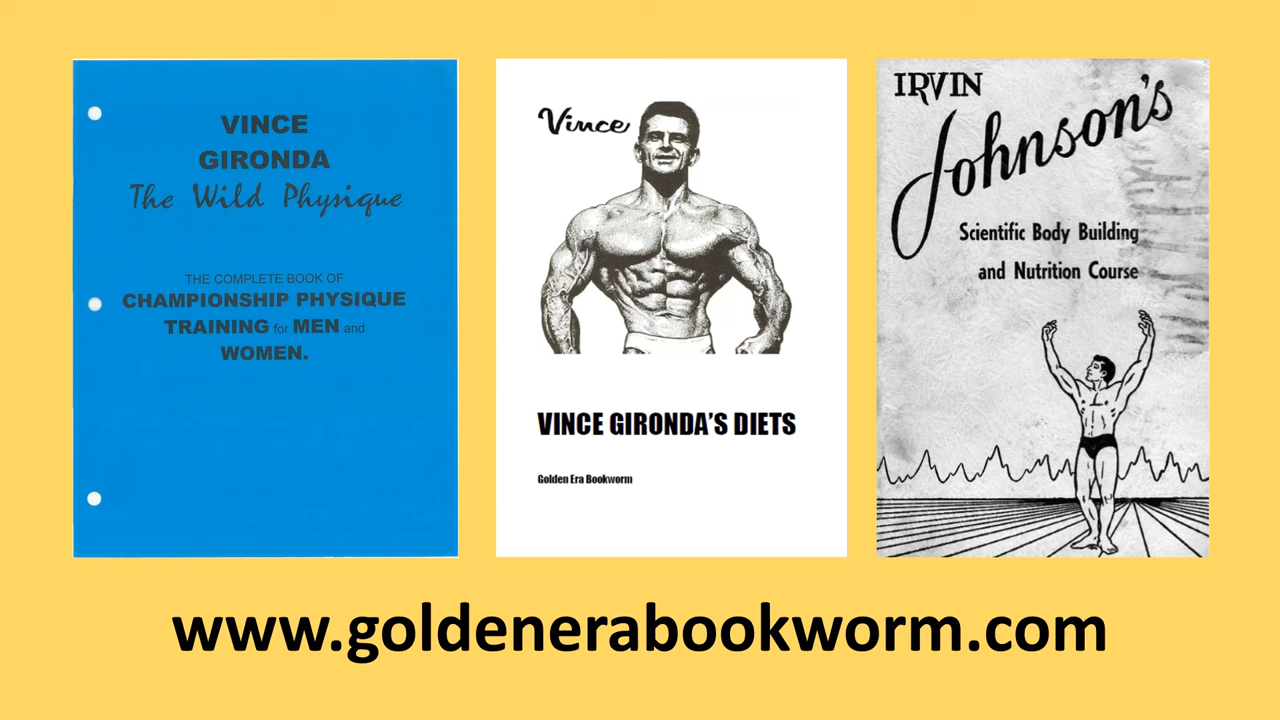 VINCE
GIRONDA
The Wild Physique
THE COMPLETE BOOK OF
CHAMPIONSHIP PHYSIQUE
TRAINING for MEN and
WOMEN.
Vince
VINCE GIRONDA'S DIETS
Golden Era Bookworm
IRVIN
Johnson's
Scientific Body Building
and Nutrition Course
www.goldenerabookworm.com